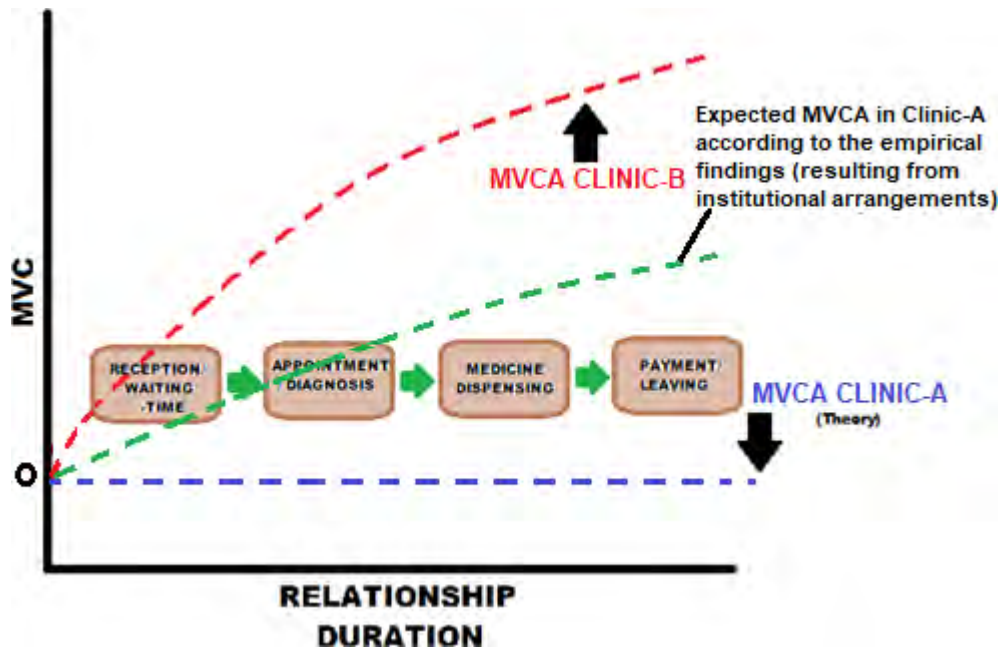 Expected MVCA in Clinic-A
according to the empirical
findings (resulting from
institutional arrangements)
MVCA CLINIC-B
MVC
RECEPTION/
WAITING
-TIME
APPOINTMENT
DIAGNOSIS
MEDICINE
DISPENSING
PAYMENT/
LEAVING
MVCA CLINIC-A
(Theory)
O
RELATIONSHIP
DURATION